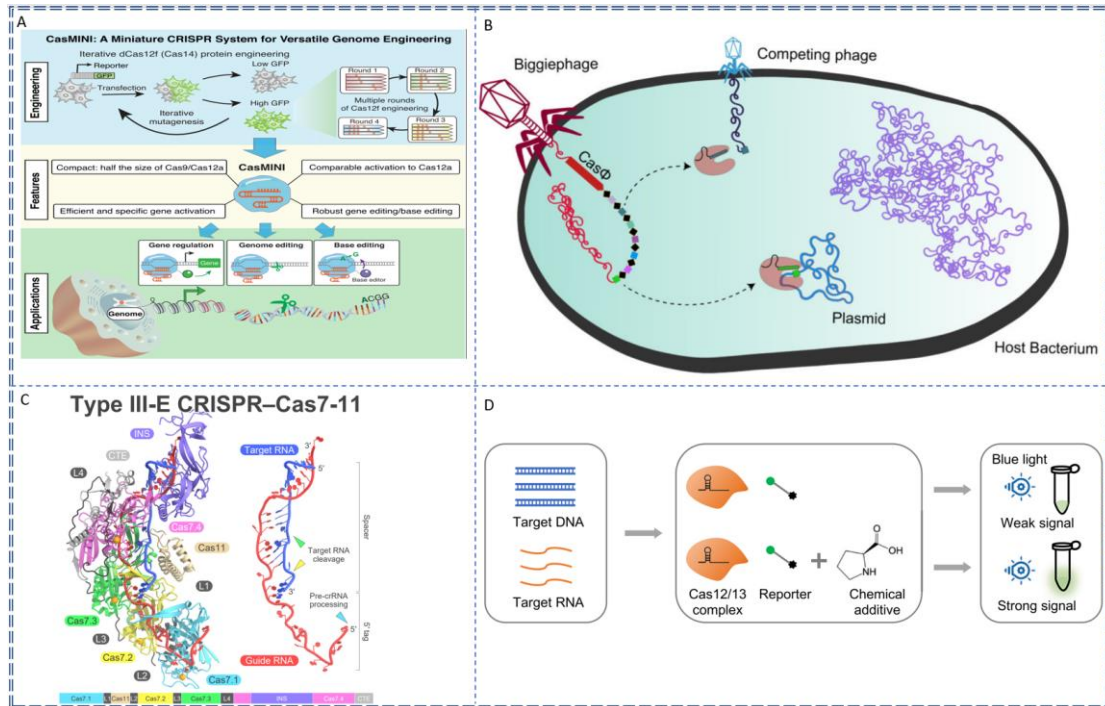 A
CasMINI: A Miniature CRISPR System for Versatile Genome Engineering
Engineering
Iterative dCas12f (Cas14) protein engineering
Reporter
GFP
Transfection
Iterative mutagenesis
Low GFP
High GFP
Round 1
Round 2
Multiple rounds of Cas12f engineering
Round 4
Round 3
Features
CasMINI
Compact: half the size of Cas9/Cas12a
Comparable activation to Cas12a
Efficient and specific gene activation
Robust gene editing/base editing
Applications
Gene regulation
Gene
Genome editing
Base editing
A
G
Base editor
Genome
ACGG
B
Biggiephage
Competing phage
CasΦ
Plasmid
Host Bacterium
C
Type III-E CRISPR–Cas7-11
INS
CTE
L4
Cas7.4
Cas11
L1
Cas7.3
L3
Cas7.2
L2
Cas7.1
Target RNA
3'
5'
Spacer
Target RNA
cleavage
3'
Pre-crRNA
processing
5'
5' tag
Guide RNA
Cas7.1
L1
Cas11
L2
Cas7.2
L3
Cas7.3
L4
INS
Cas7.4
CTE
D
Target DNA
Target RNA
Cas12/13
complex
Reporter
Chemical
additive
O
OH
NH
+
Blue light
Weak signal
Strong signal